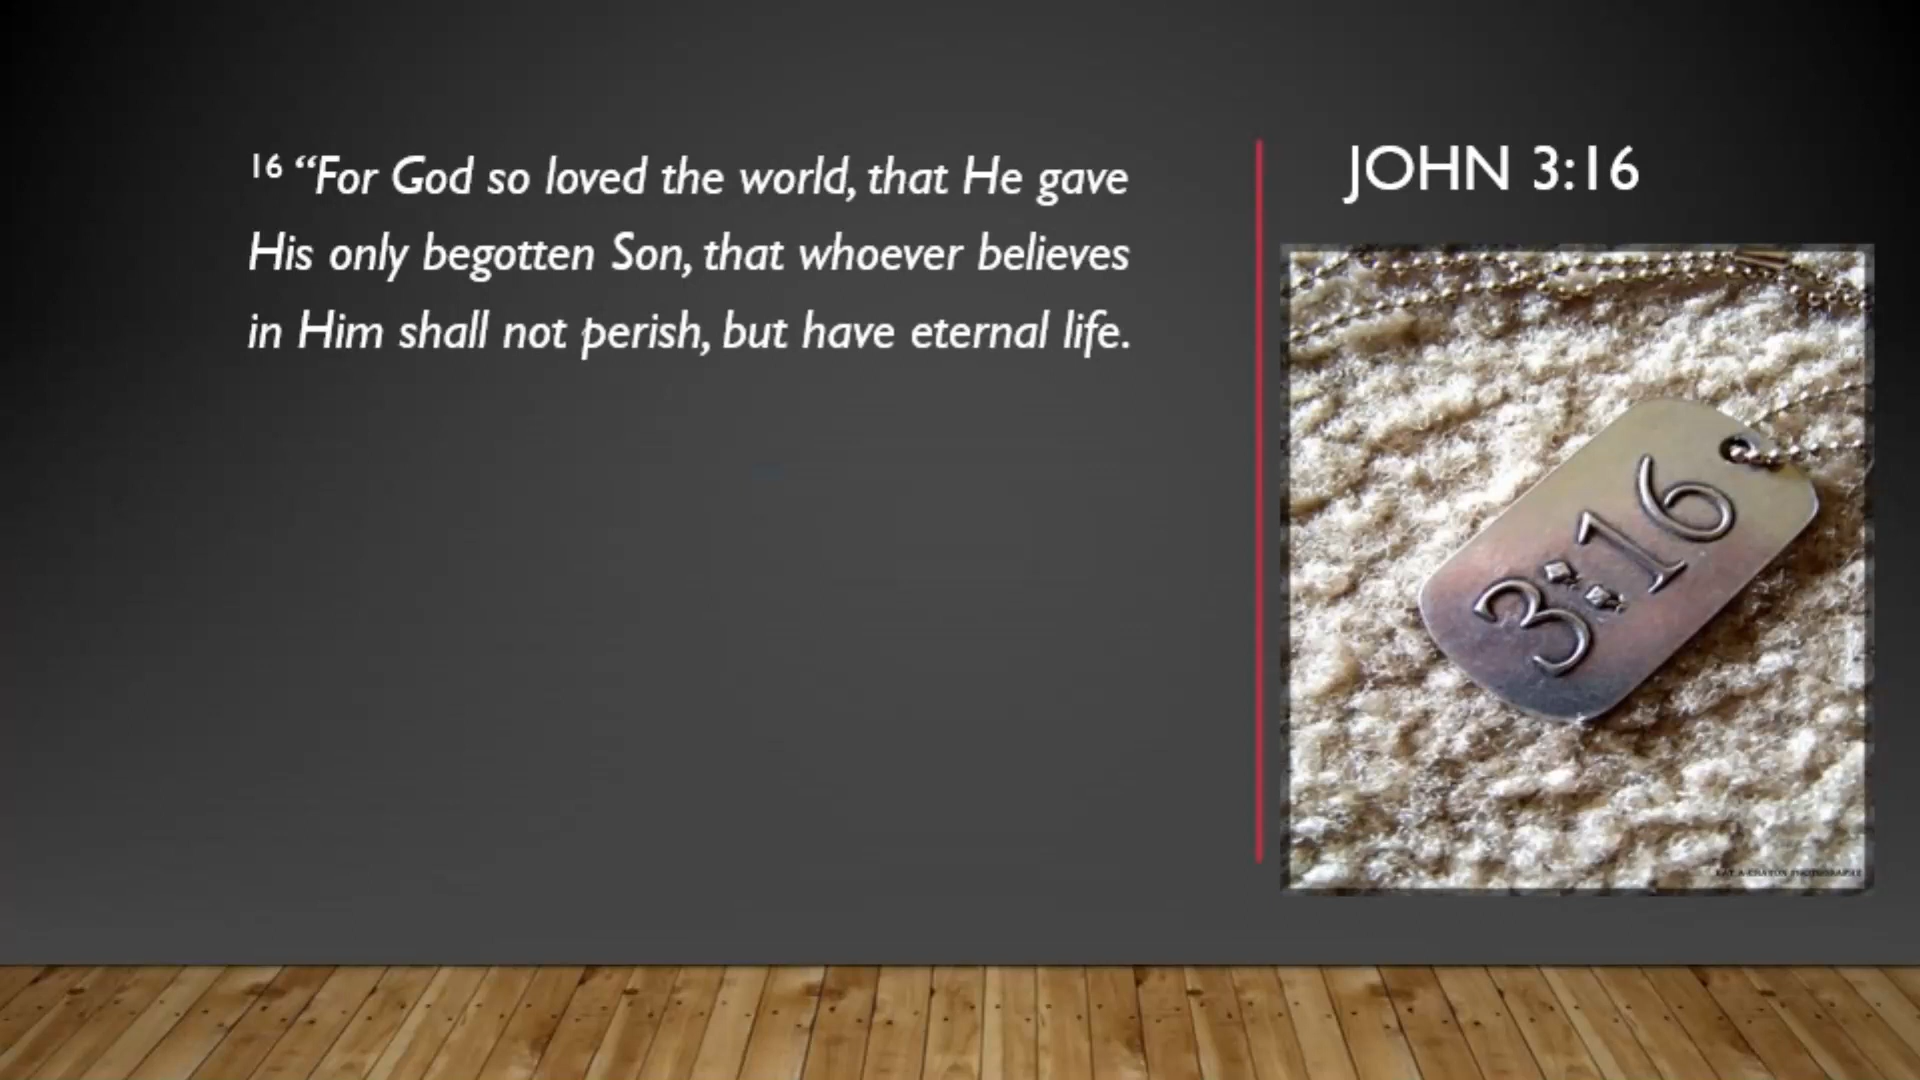 16 “For God so loved the world, that He gave
His only begotten Son, that whoever believes
in Him shall not perish, but have eternal life.
JOHN 3:16
3:16